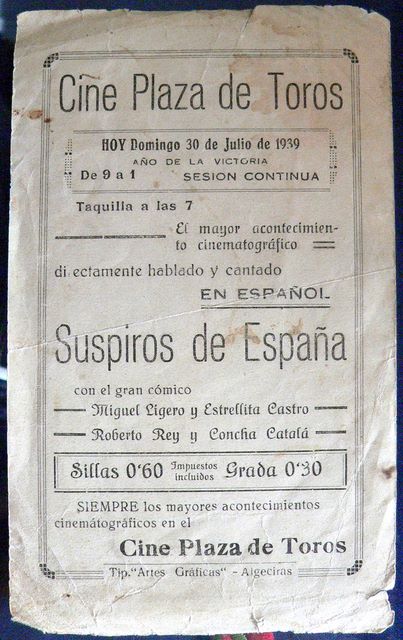 Cine Plaza de Toros
HOY Domingo 30 de Julio de 1939
AÑO DE LA VICTORIA
De 9 a 1 SESION CONTINUA
Taquilla a las 7
El mayor acontecimien-
to cinematográfico
di ectamente hablado y cantado
EN ESPAÑOL
Suspiros de España
con el gran cómico
Miguel Ligero y Estrellita Castro
Roberto Rey y Concha Catalá
Sillas 0'60 Impuestos incluidos Grada 0'30
SIEMPRE los mayores acontecimientos
cinemátográficos en el
Cine Plaza de Toros
Tip. "Artes Gráficas" - Algeciras